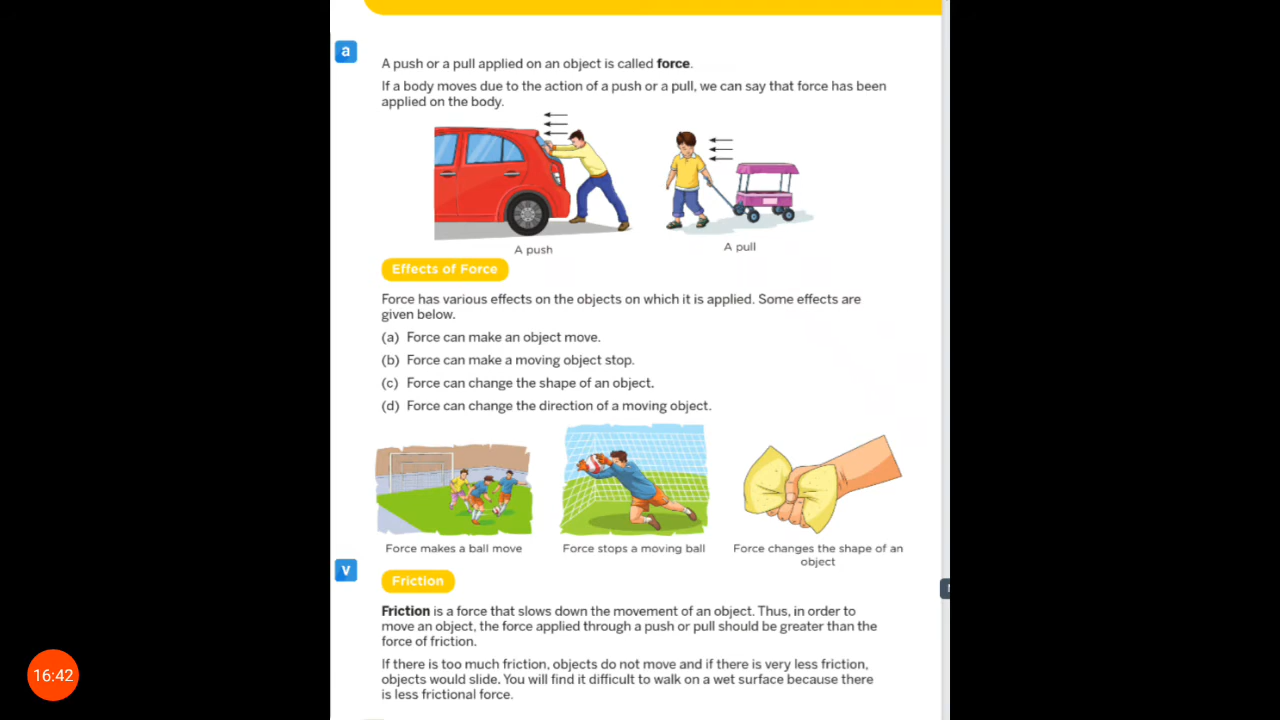 a
A push or a pull applied on an object is called force.
If a body moves due to the action of a push or a pull, we can say that force has been
applied on the body.
A push
A pull
Effects of Force
Force has various effects on the objects on which it is applied. Some effects are
given below.
(a) Force can make an object move.
(b) Force can make a moving object stop.
(c) Force can change the shape of an object.
(d) Force can change the direction of a moving object.
Force makes a ball move
Force stops a moving ball
Force changes the shape of an
object
V
Friction
Friction is a force that slows down the movement of an object. Thus, in order to
move an object, the force applied through a push or pull should be greater than the
force of friction.
If there is too much friction, objects do not move and if there is very less friction,
objects would slide. You will find it difficult to walk on a wet surface because there
is less frictional force.
16:42